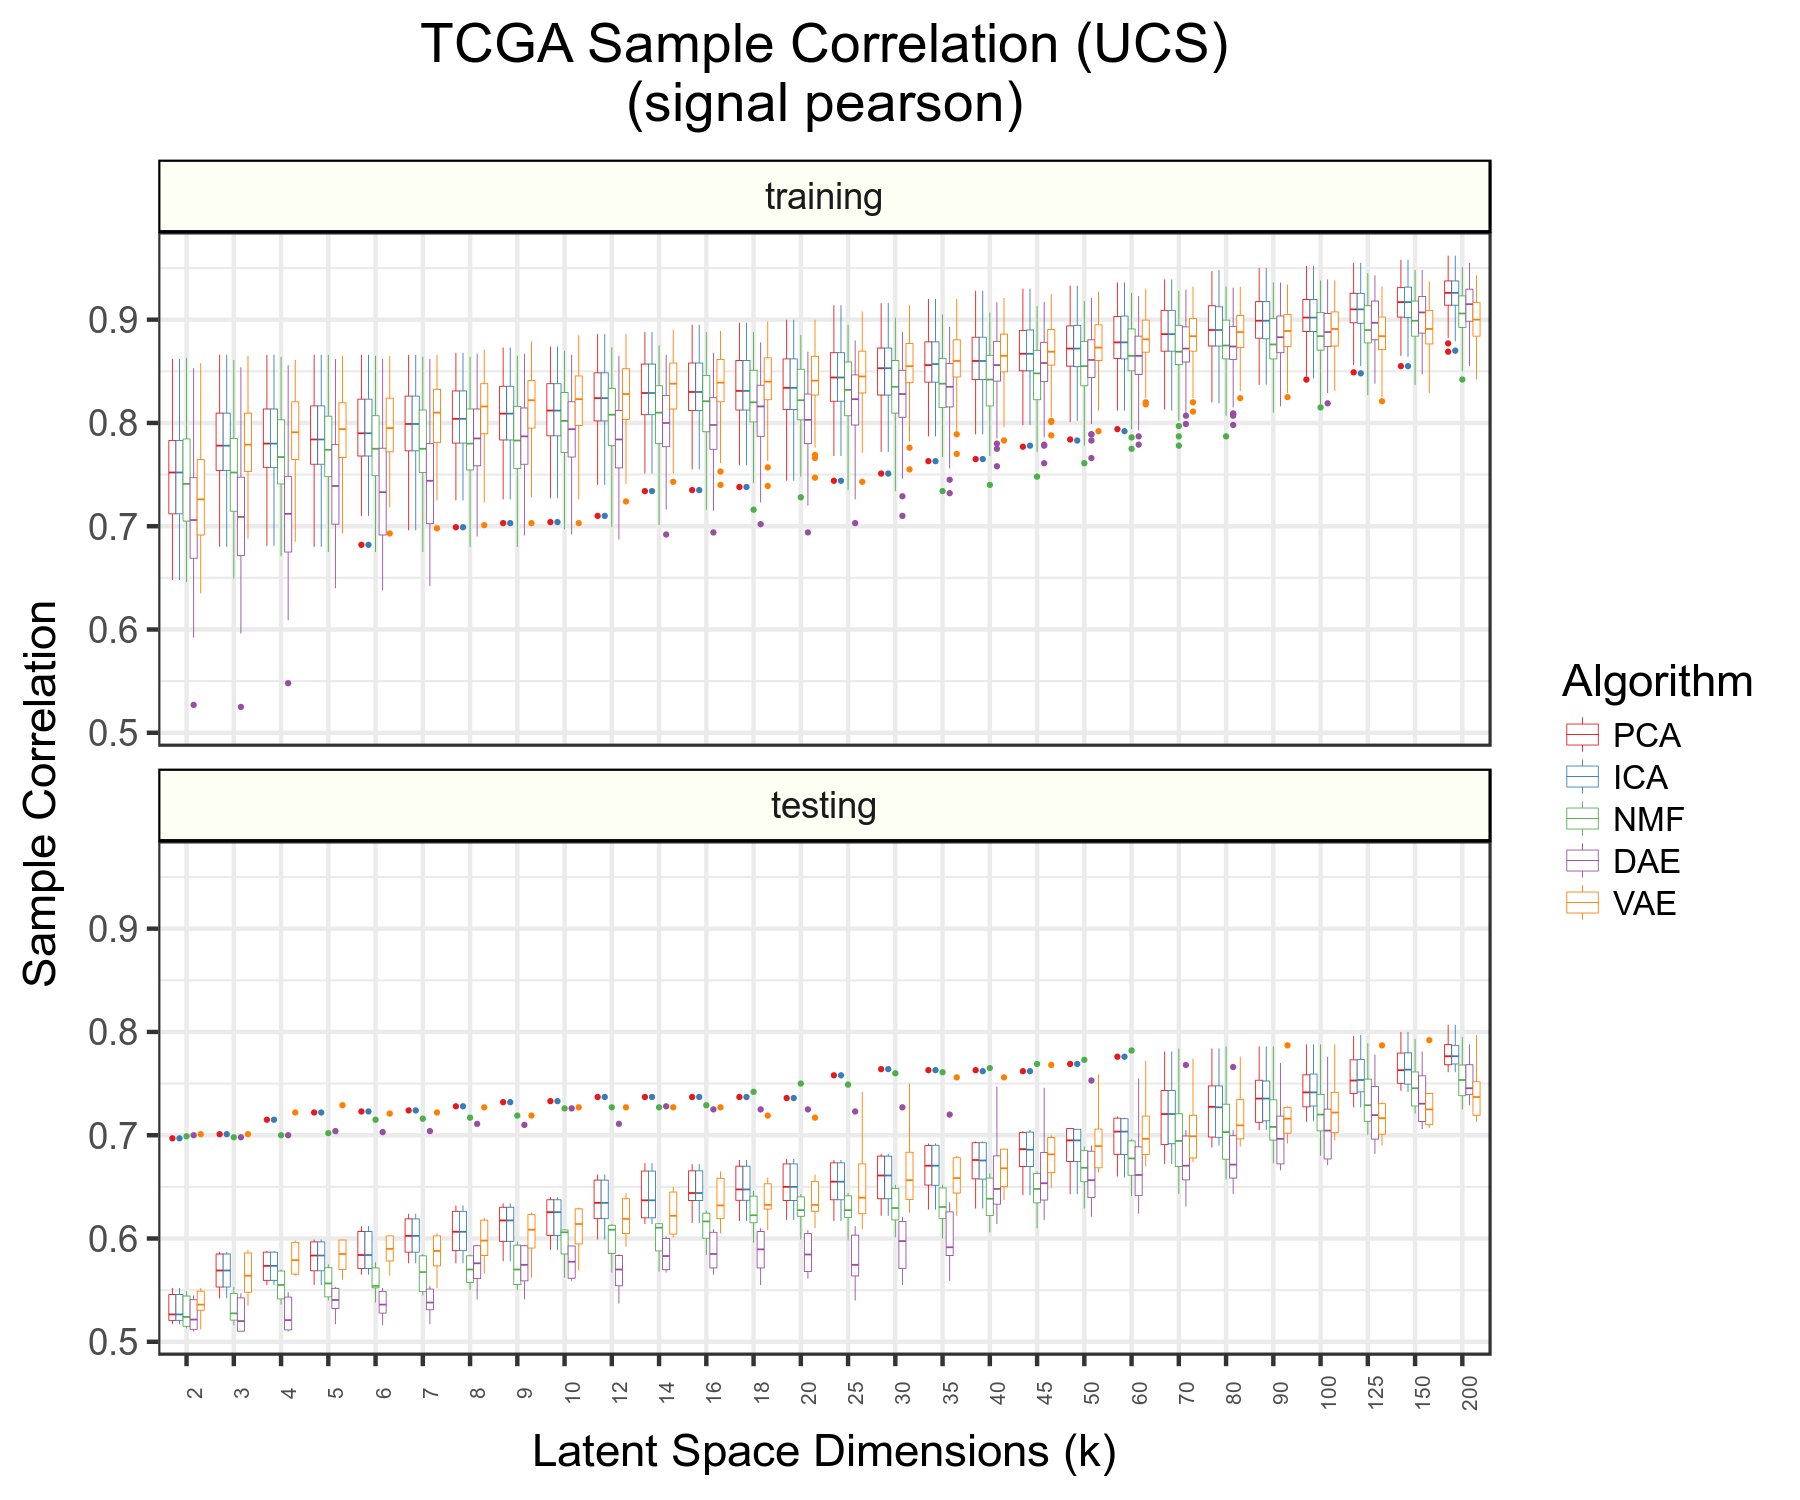 TCGA Sample Correlation (UCS)
(signal pearson)
training
0.9
0.8
0.7
0.6
0.5
testing
0.9
0.8
0.7
0.6
0.5
Sample Correlation
2 3 4 5 6 7 8 9 10 12 14 16 18 20 25 30 35 40 45 50 60 70 80 90 100 125 150 200
Latent Space Dimensions (k)
Algorithm
PCA
ICA
NMF
DAE
VAE